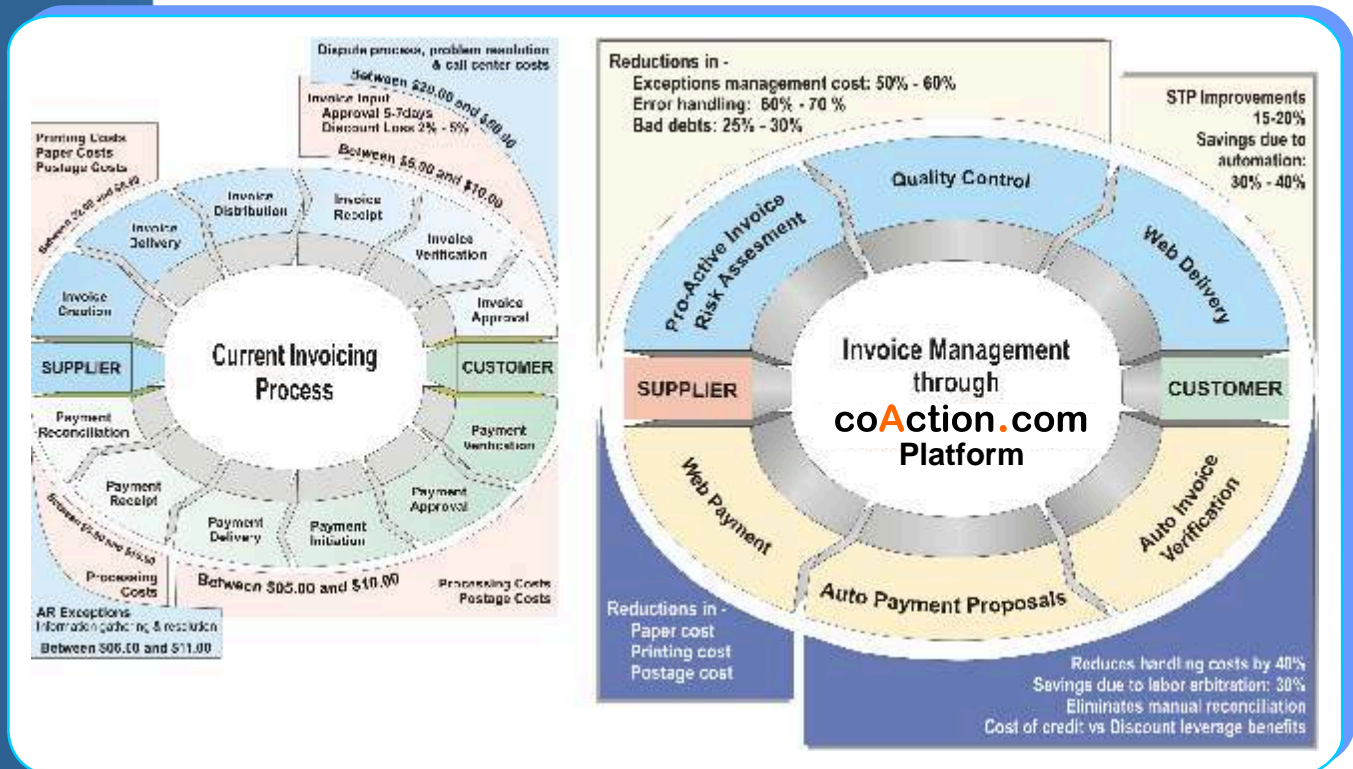 Dispute process, problem resolution
& call center costs
Between $20.00 and
Invoice Input
Approval 5-7days
Discount Loss 2% - 5%
Between $5.00 and $10.00
Printing Costs
Paper Costs
Postage Costs
Between
and
Invoice
Creation
Invoice
Delivery
Invoice
Distribution
Invoice
Receipt
Invoice
Verification
Invoice
Approval
SUPPLIER
Current Invoicing
Process
CUSTOMER
Payment
Reconciliation
Payment
Receipt
Payment
Delivery
Payment
Initiation
Payment
Approval
Payment
Verification
Between
and
Processing
Costs
Between $05.00 and $10.00
Processing Costs
Postage Costs
AR Exceptions
Information gathering & resolution
Between $06.00 and $11.00
Reductions in -
Exceptions management cost: 50% - 60%
Error handling: 60% - 70 %
Bad debts: 25% - 30%
STP Improvements
15-20%
Savings due to
automation:
30% - 40%
Pro-Active Invoice
Risk Assesment
Quality Control
Web Delivery
SUPPLIER
Invoice Management
through
coAction.com
Platform
CUSTOMER
Web Payment
Auto Payment Proposals
Auto Invoice
Verification
Reductions in -
Paper cost
Printing cost
Postage cost
Reduces handling costs by 40%
Savings due to labor arbitration: 30%
Eliminates manual reconciliation
Cost of credit vs Discount leverage benefits